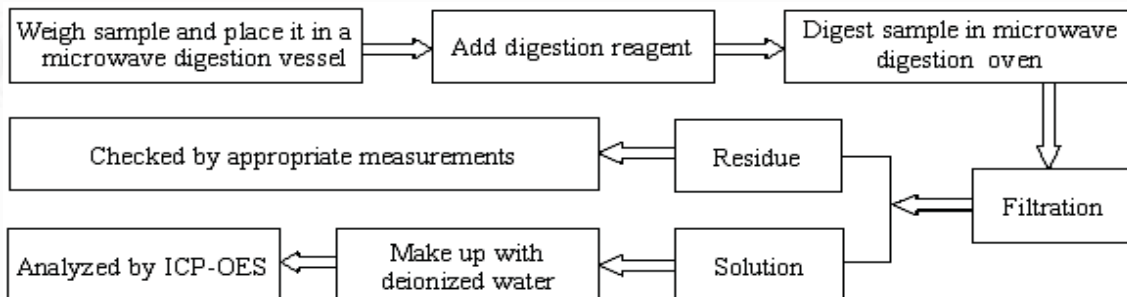 Weigh sample and place it in a
microwave digestion vessel
Add digestion reagent
Digest sample in microwave
digestion oven
Checked by appropriate measurements
Residue
Filtration
Analyzed by ICP-OES
Make up with
deionized water
Solution